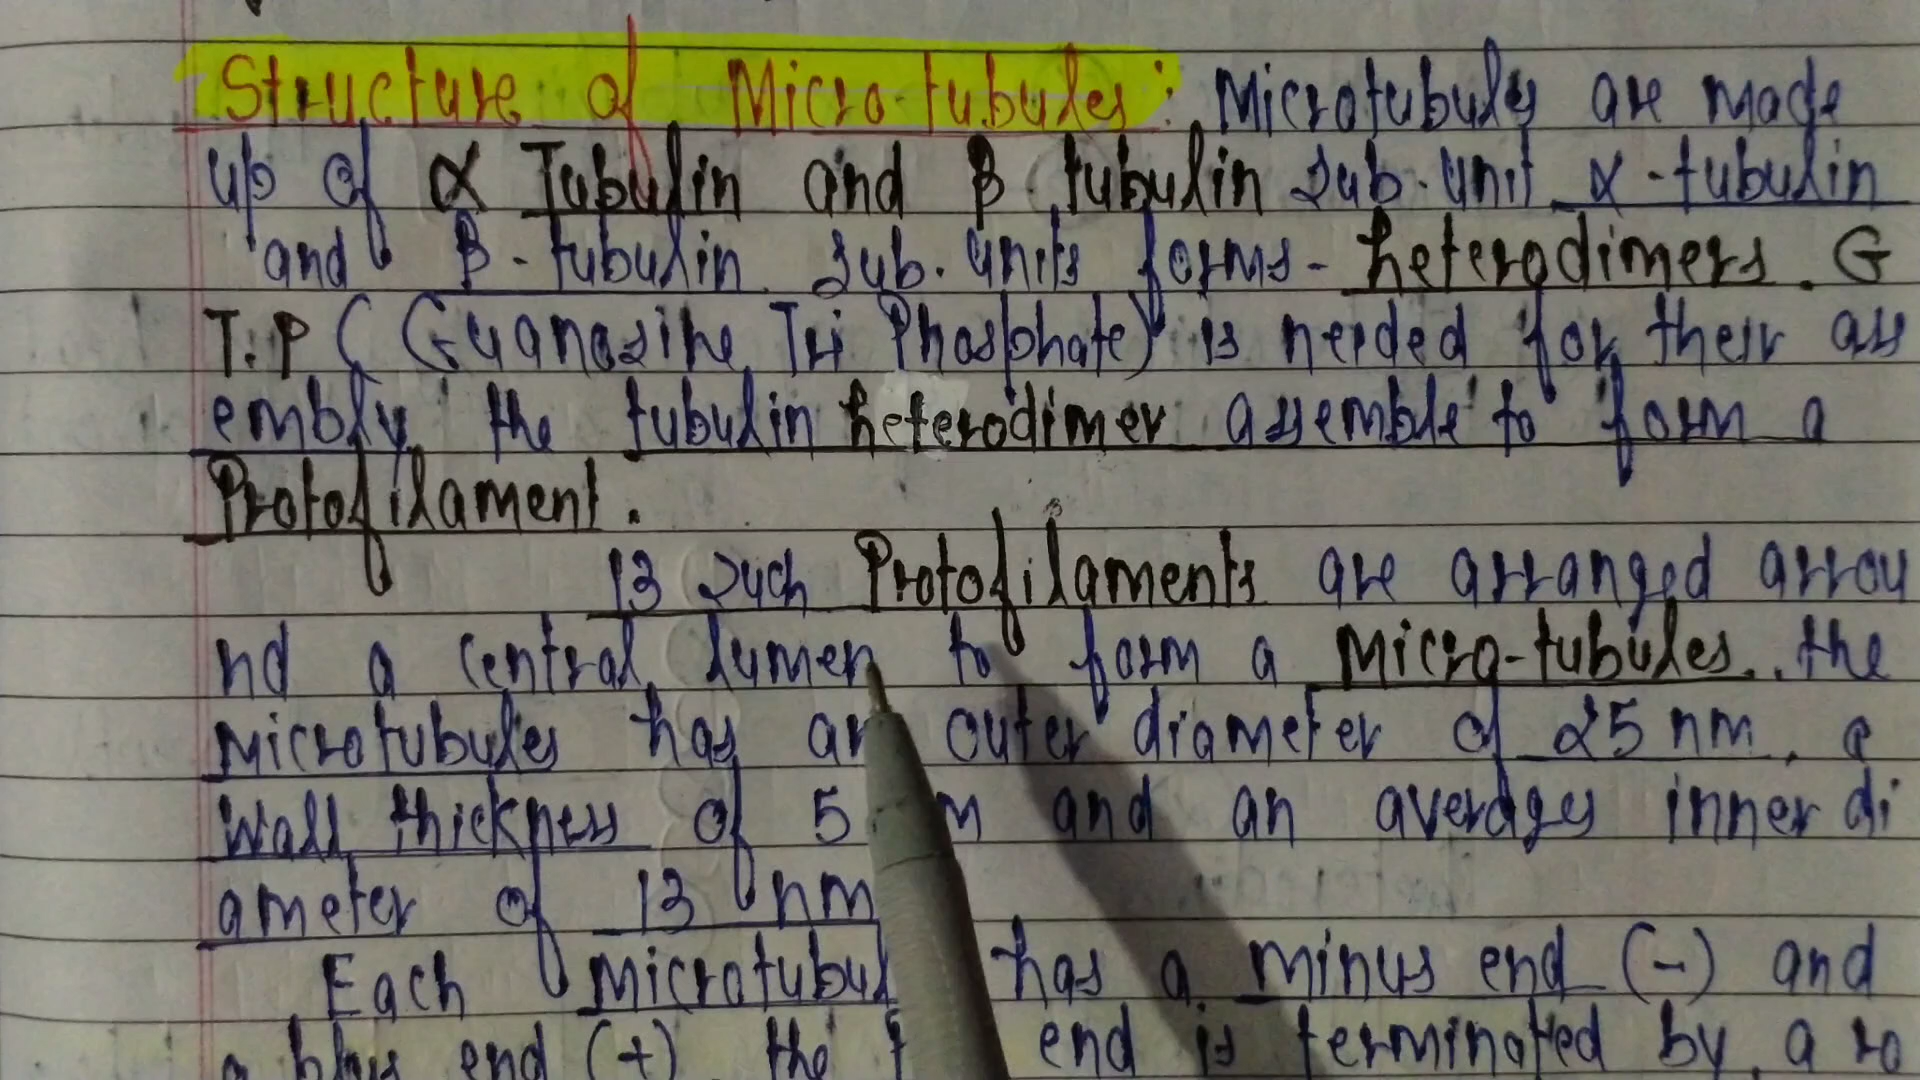 Structure of Micro-tubules: Microtubules are made
up of α Tubulin and β tubulin sub.unit α-tubulin
and β-tubulin sub.units forms- heterodimers. G
T.P (Guanosine Tri Phosphate) is needed for their ass
embly. the tubulin heterodimer assemble to form a
Protofilament.
13 such Protofilaments are arranged arrou
nd a central lumen to form a Micro-tubules. the
microtubules has an outer diameter of 25 nm, a
wall thickness of 5 and an average inner di
ameter of 13 nm
Each has a minus end (-) and
a plus end (+) the end is terminated by a ro